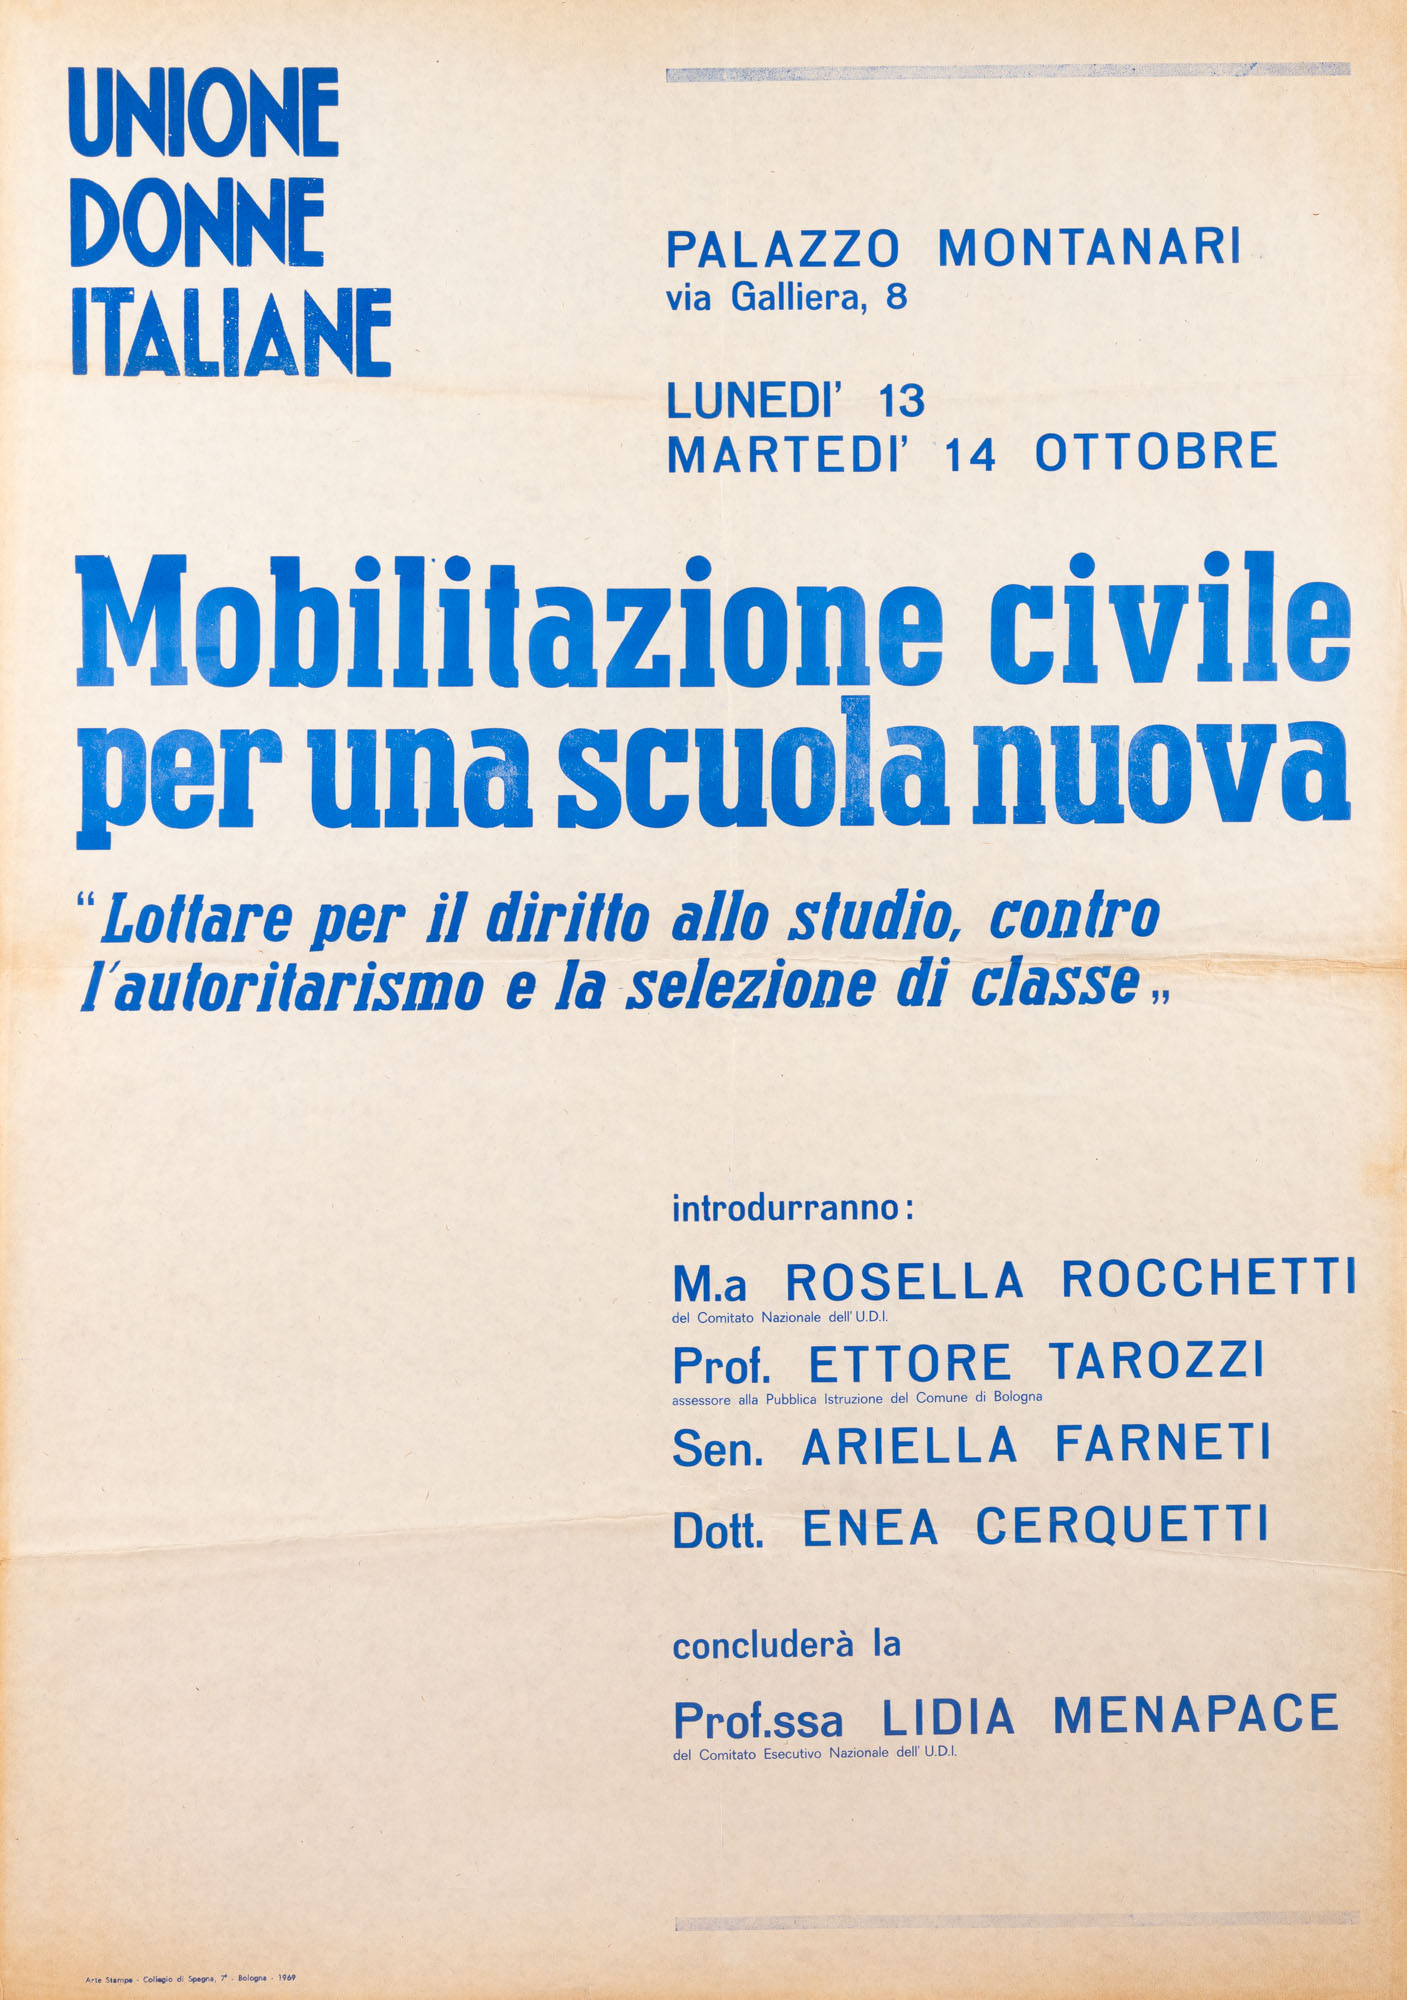 UNIONE
DONNE
ITALIANE
PALAZZO MONTANARI
via Galliera, 8
LUNEDI' 13
MARTEDI' 14 OTTOBRE
Mobilitazione civile
per una scuola nuova
“Lottare per il diritto allo studio, contro
l'autoritarismo e la selezione di classe„
introdurranno:
M.a ROSELLA ROCCHETTI
del Comitato Nazionale dell'U.D.I.
Prof. ETTORE TAROZZI
assessore alla Pubblica Istruzione del Comune di Bologna
Sen. ARIELLA FARNETI
Dott. ENEA CERQUETTI
concluderà la
Prof.ssa LIDIA MENAPACE
del Comitato Esecutivo Nazionale dell'U.D.I.
Arte Stampa - Collegio di Spagna, 7° - Bologna - 1969